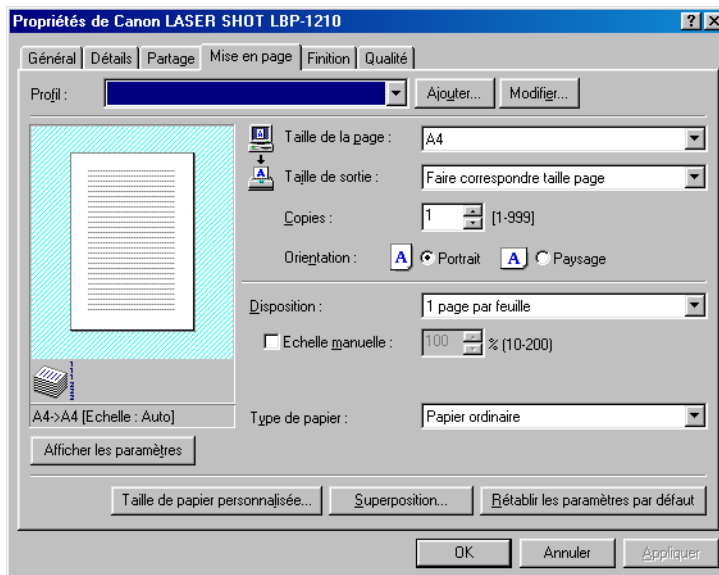 Propriétés de Canon LASER SHOT LBP-1210
Général Détails Partage Mise en page Finition Qualité
Profil : Ajouter... Modifier...
Taille de la page : A4
Taille de sortie : Faire correspondre taille page
Copies : 1 [1-999]
Orientation : A Portrait A Paysage
Disposition : 1 page par feuille
Echelle manuelle : 100 % (10-200)
A4->A4 [Echelle : Auto]
Type de papier : Papier ordinaire
Afficher les paramètres
Taille de papier personnalisée... Superposition... Rétablir les paramètres par défaut
OK Annuler Appliquer